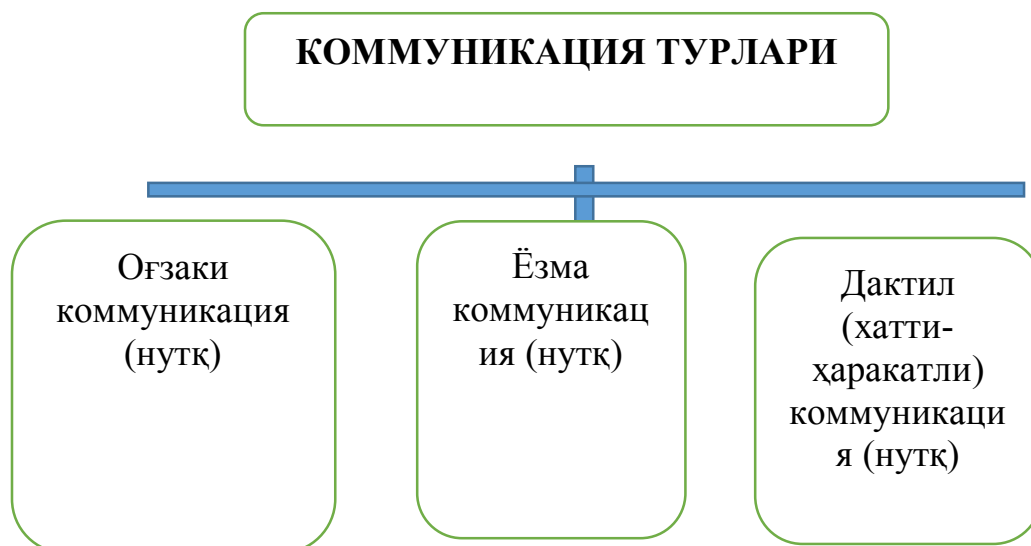 КОММУНИКАЦИЯ ТУРЛАРИ
Оғзаки
коммуникация
(нутқ)
Ёзма
коммуникац
ия (нутқ)
Дактил
(хатти-
ҳаракатли)
коммуникаци
я (нутқ)